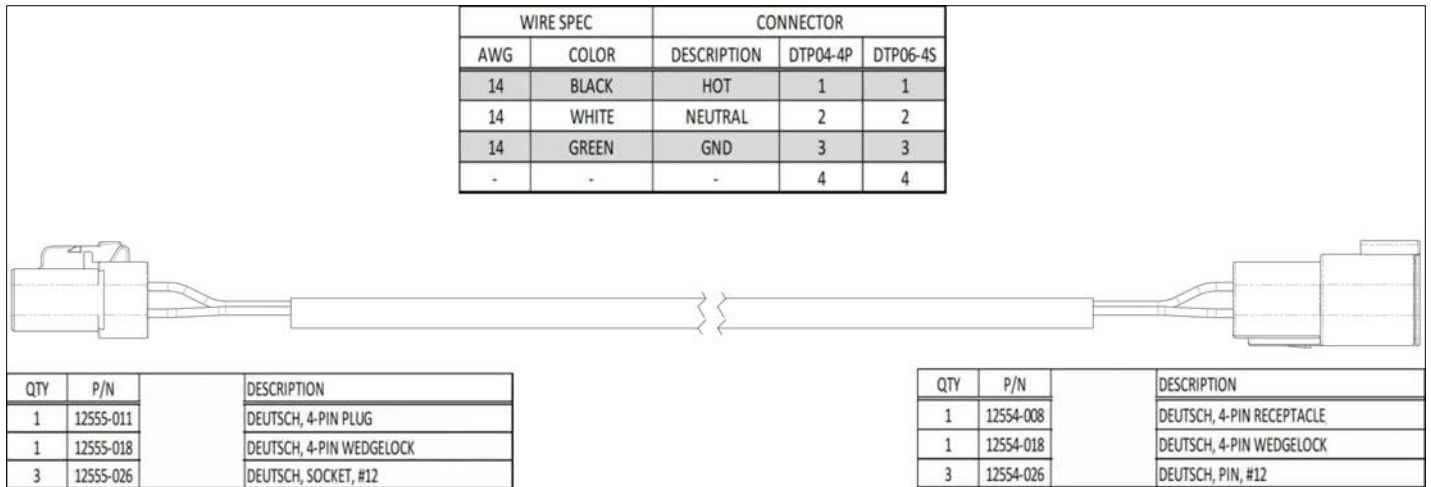 WIRE SPEC CONNECTOR
AWG COLOR DESCRIPTION DTP04-4P DTP06-4S
14 BLACK HOT 1 1
14 WHITE NEUTRAL 2 2
14 GREEN GND 3 3
- - - 4 4
QTY P/N DESCRIPTION
1 12555-011 DEUTSCH, 4-PIN PLUG
1 12555-018 DEUTSCH, 4-PIN WEDGELOCK
3 12555-026 DEUTSCH, SOCKET, #12
QTY P/N DESCRIPTION
1 12554-008 DEUTSCH, 4-PIN RECEPTACLE
1 12554-018 DEUTSCH, 4-PIN WEDGELOCK
3 12554-026 DEUTSCH, PIN, #12